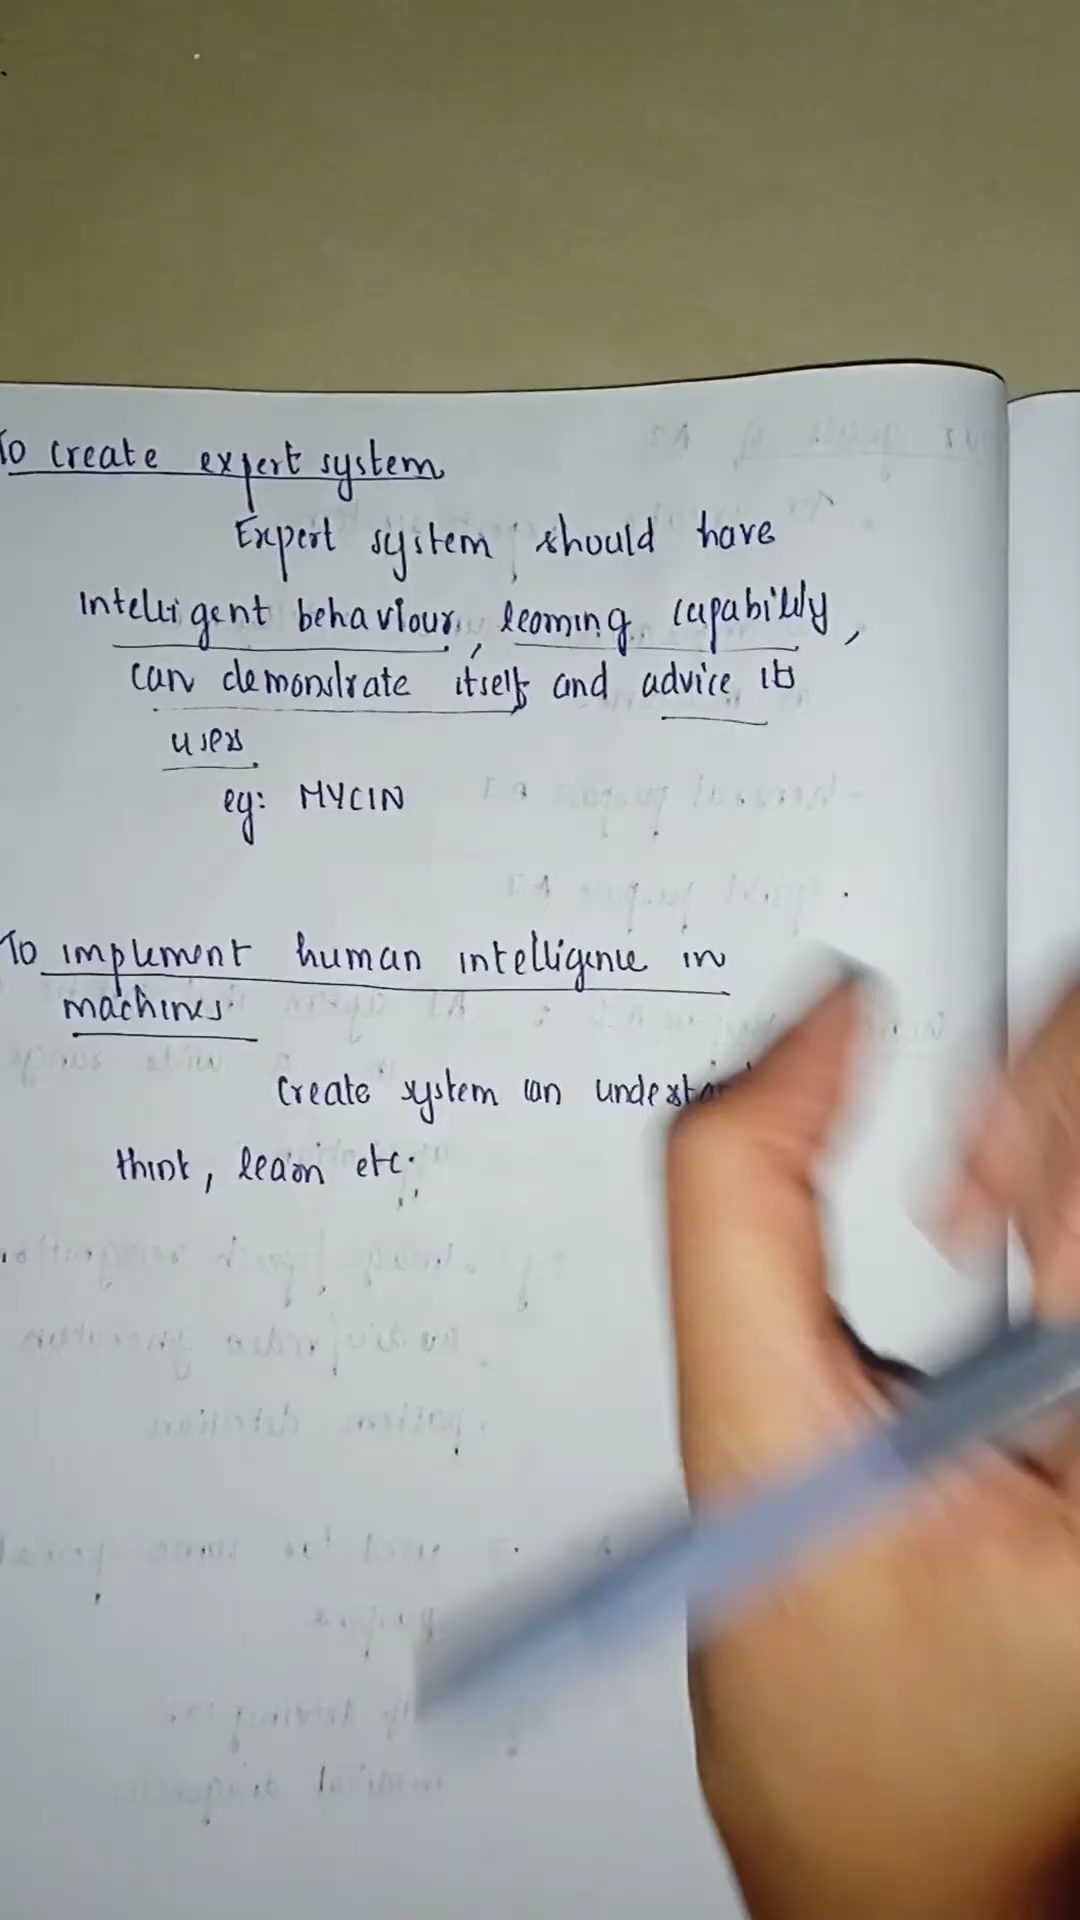 To create expert system
Expert system should have
intelligent behaviour, learning capability,
can demonstrate itself and advice its
users
eg: MYCIN
To implement human intelligence in
machines
create system can
think, learn etc.